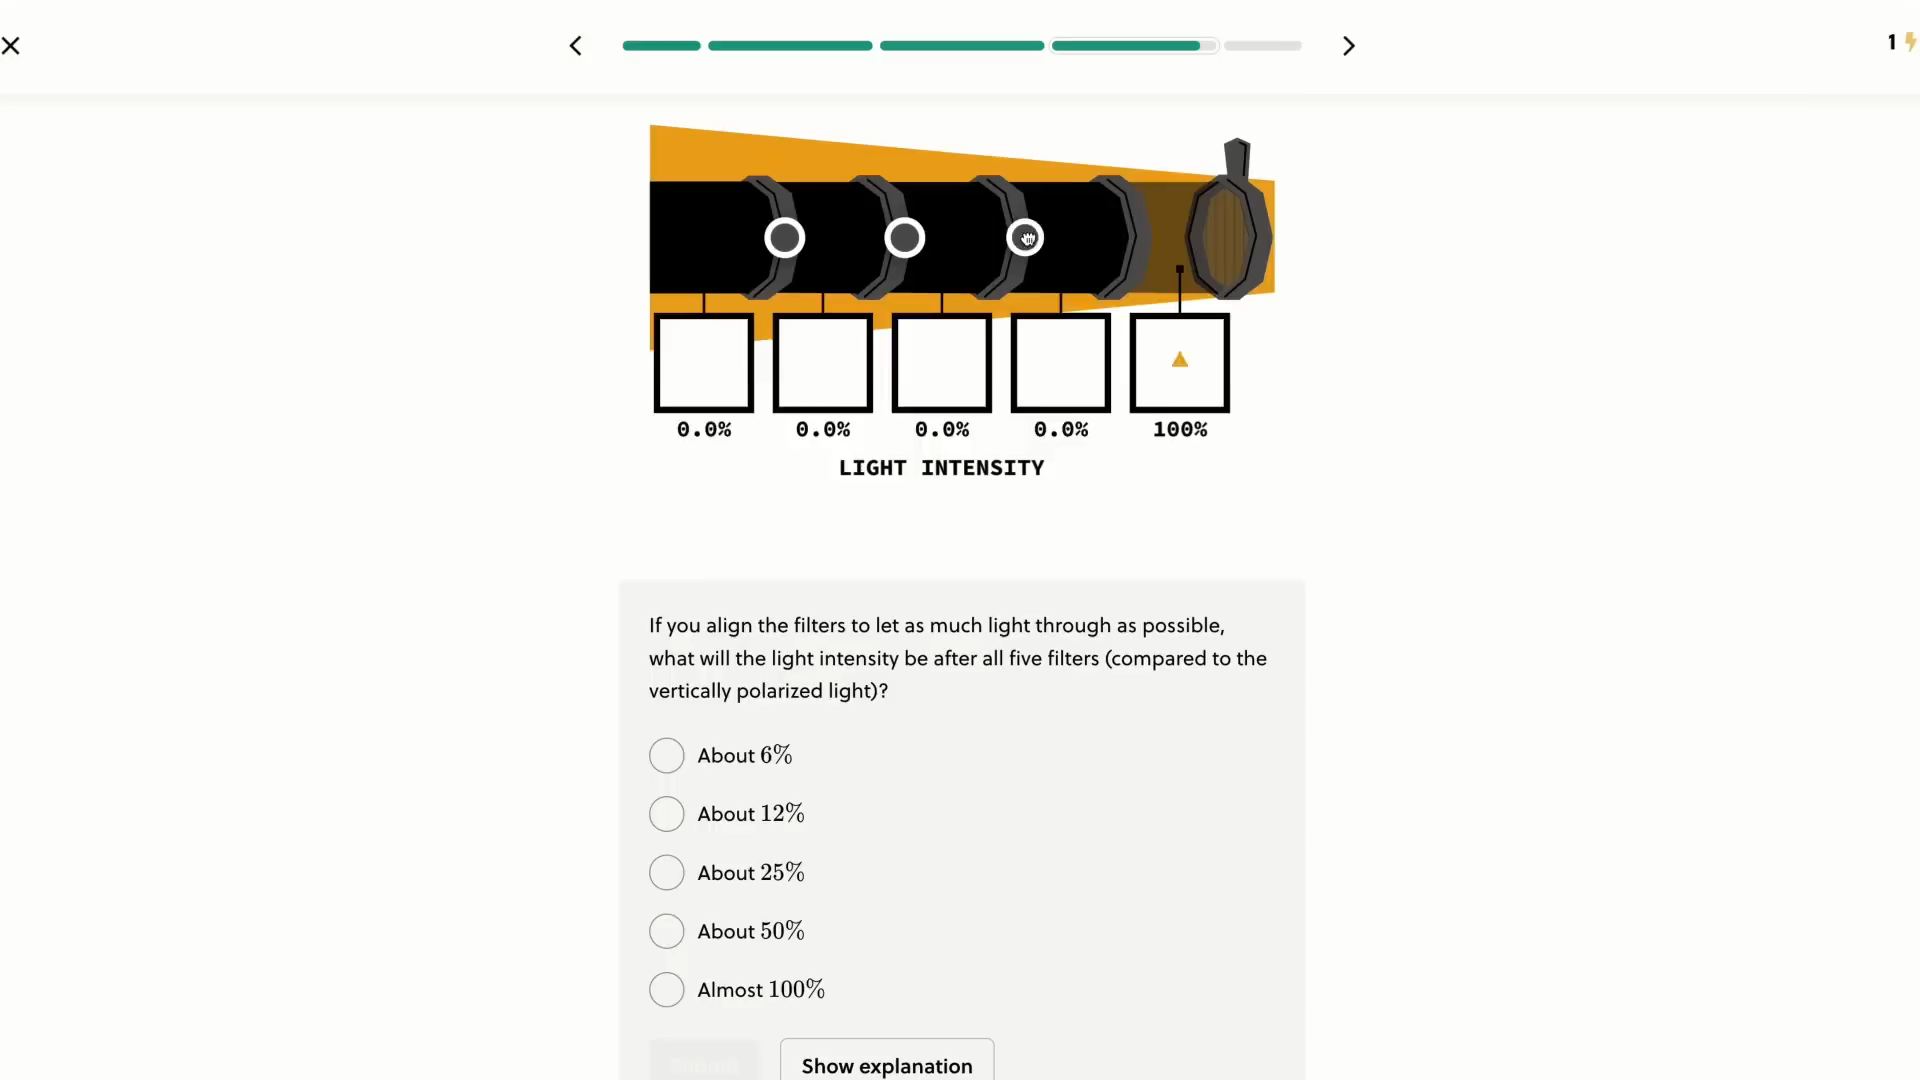 1
0.0% 0.0% 0.0% 0.0% 100%
LIGHT INTENSITY
If you align the filters to let as much light through as possible,
what will the light intensity be after all five filters (compared to the
vertically polarized light)?
About 6%
About 12%
About 25%
About 50%
Almost 100%
Show explanation